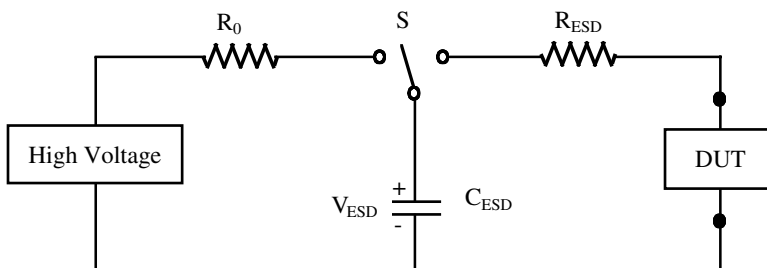 R0
S
RESD
High Voltage
DUT
+
VESD
CESD
-